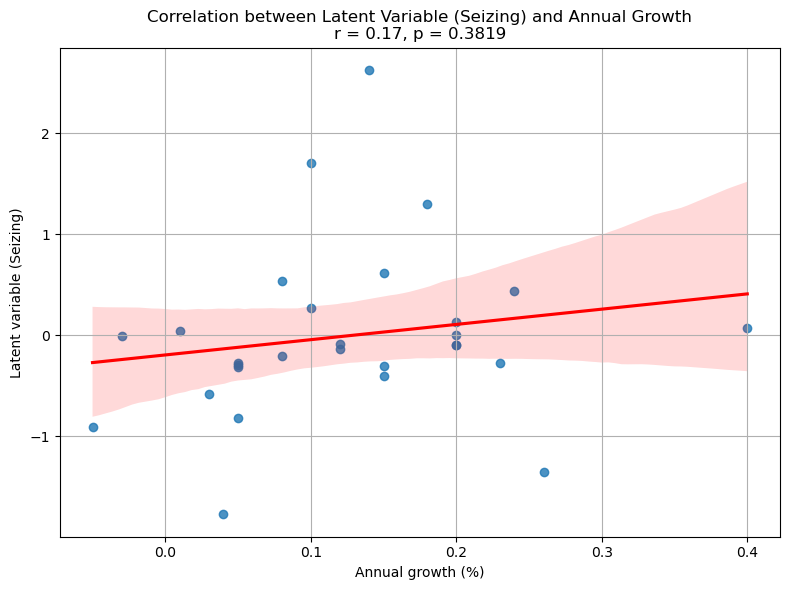 Correlation between Latent Variable (Seizing) and Annual Growth
r = 0.17, p = 0.3819
Latent variable (Seizing)
2
1
0
−1
0.0
0.1
0.2
0.3
0.4
Annual growth (%)